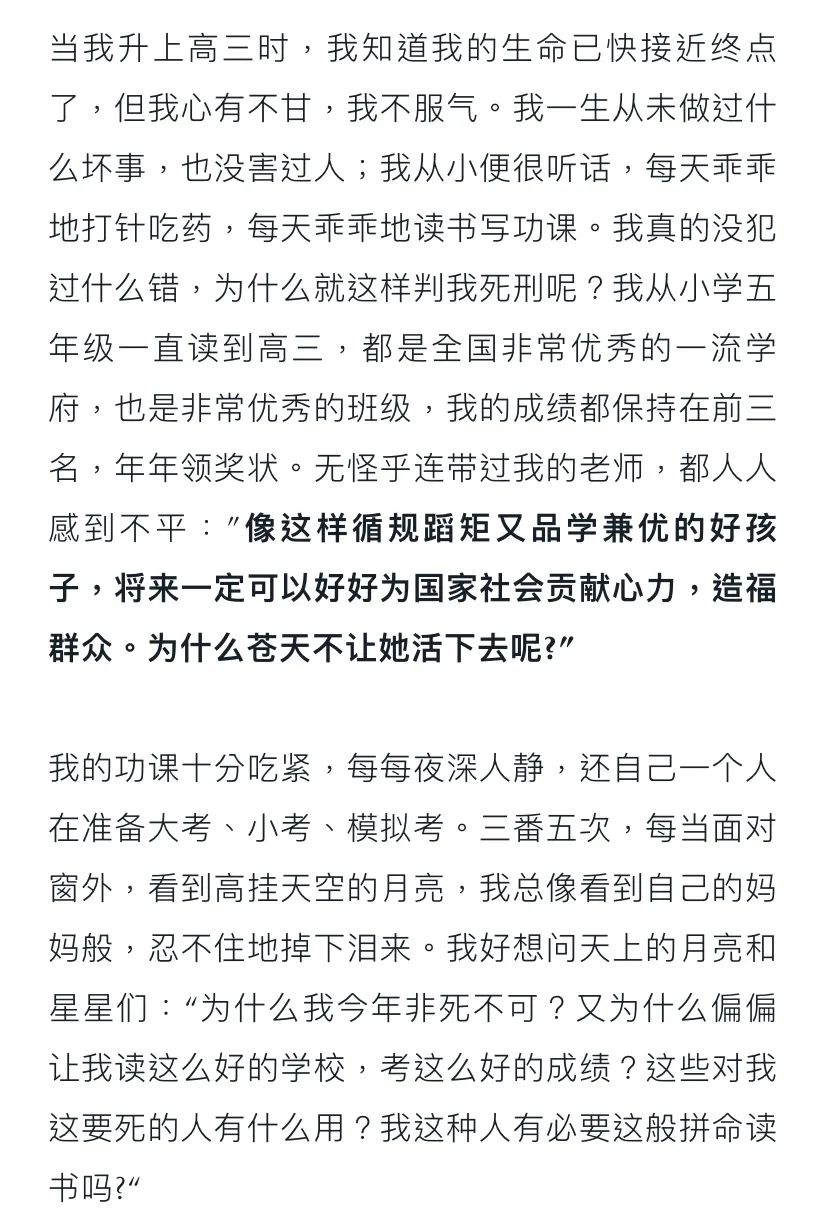 当我升上高三时，我知道我的生命已快接近终点
了，但我心有不甘，我不服气。我一生从未做过什
么坏事，也没害过人；我从小便很听话，每天乖乖
地打针吃药，每天乖乖地读书写功课。我真的没犯
过什么错，为什么就这样判我死刑呢？我从小学五
年级一直读到高三，都是全国非常优秀的一流学
府，也是非常优秀的班级，我的成绩都保持在前三
名，年年领奖状。无怪乎连带过我的老师，都人人
感到不平：”像这样循规蹈矩又品学兼优的好孩
子，将来一定可以好好为国家社会贡献心力，造福
群众。为什么苍天不让她活下去呢?”
我的功课十分吃紧，每每夜深人静，还自己一个人
在准备大考、小考、模拟考。三番五次，每当面对
窗外，看到高挂天空的月亮，我总像看到自己的妈
妈般，忍不住地掉下泪来。我好想问天上的月亮和
星星们：“为什么我今年非死不可？又为什么偏偏
让我读这么好的学校，考这么好的成绩？这些对我
这要死的人有什么用？我这种人有必要这般拼命读
书吗?“